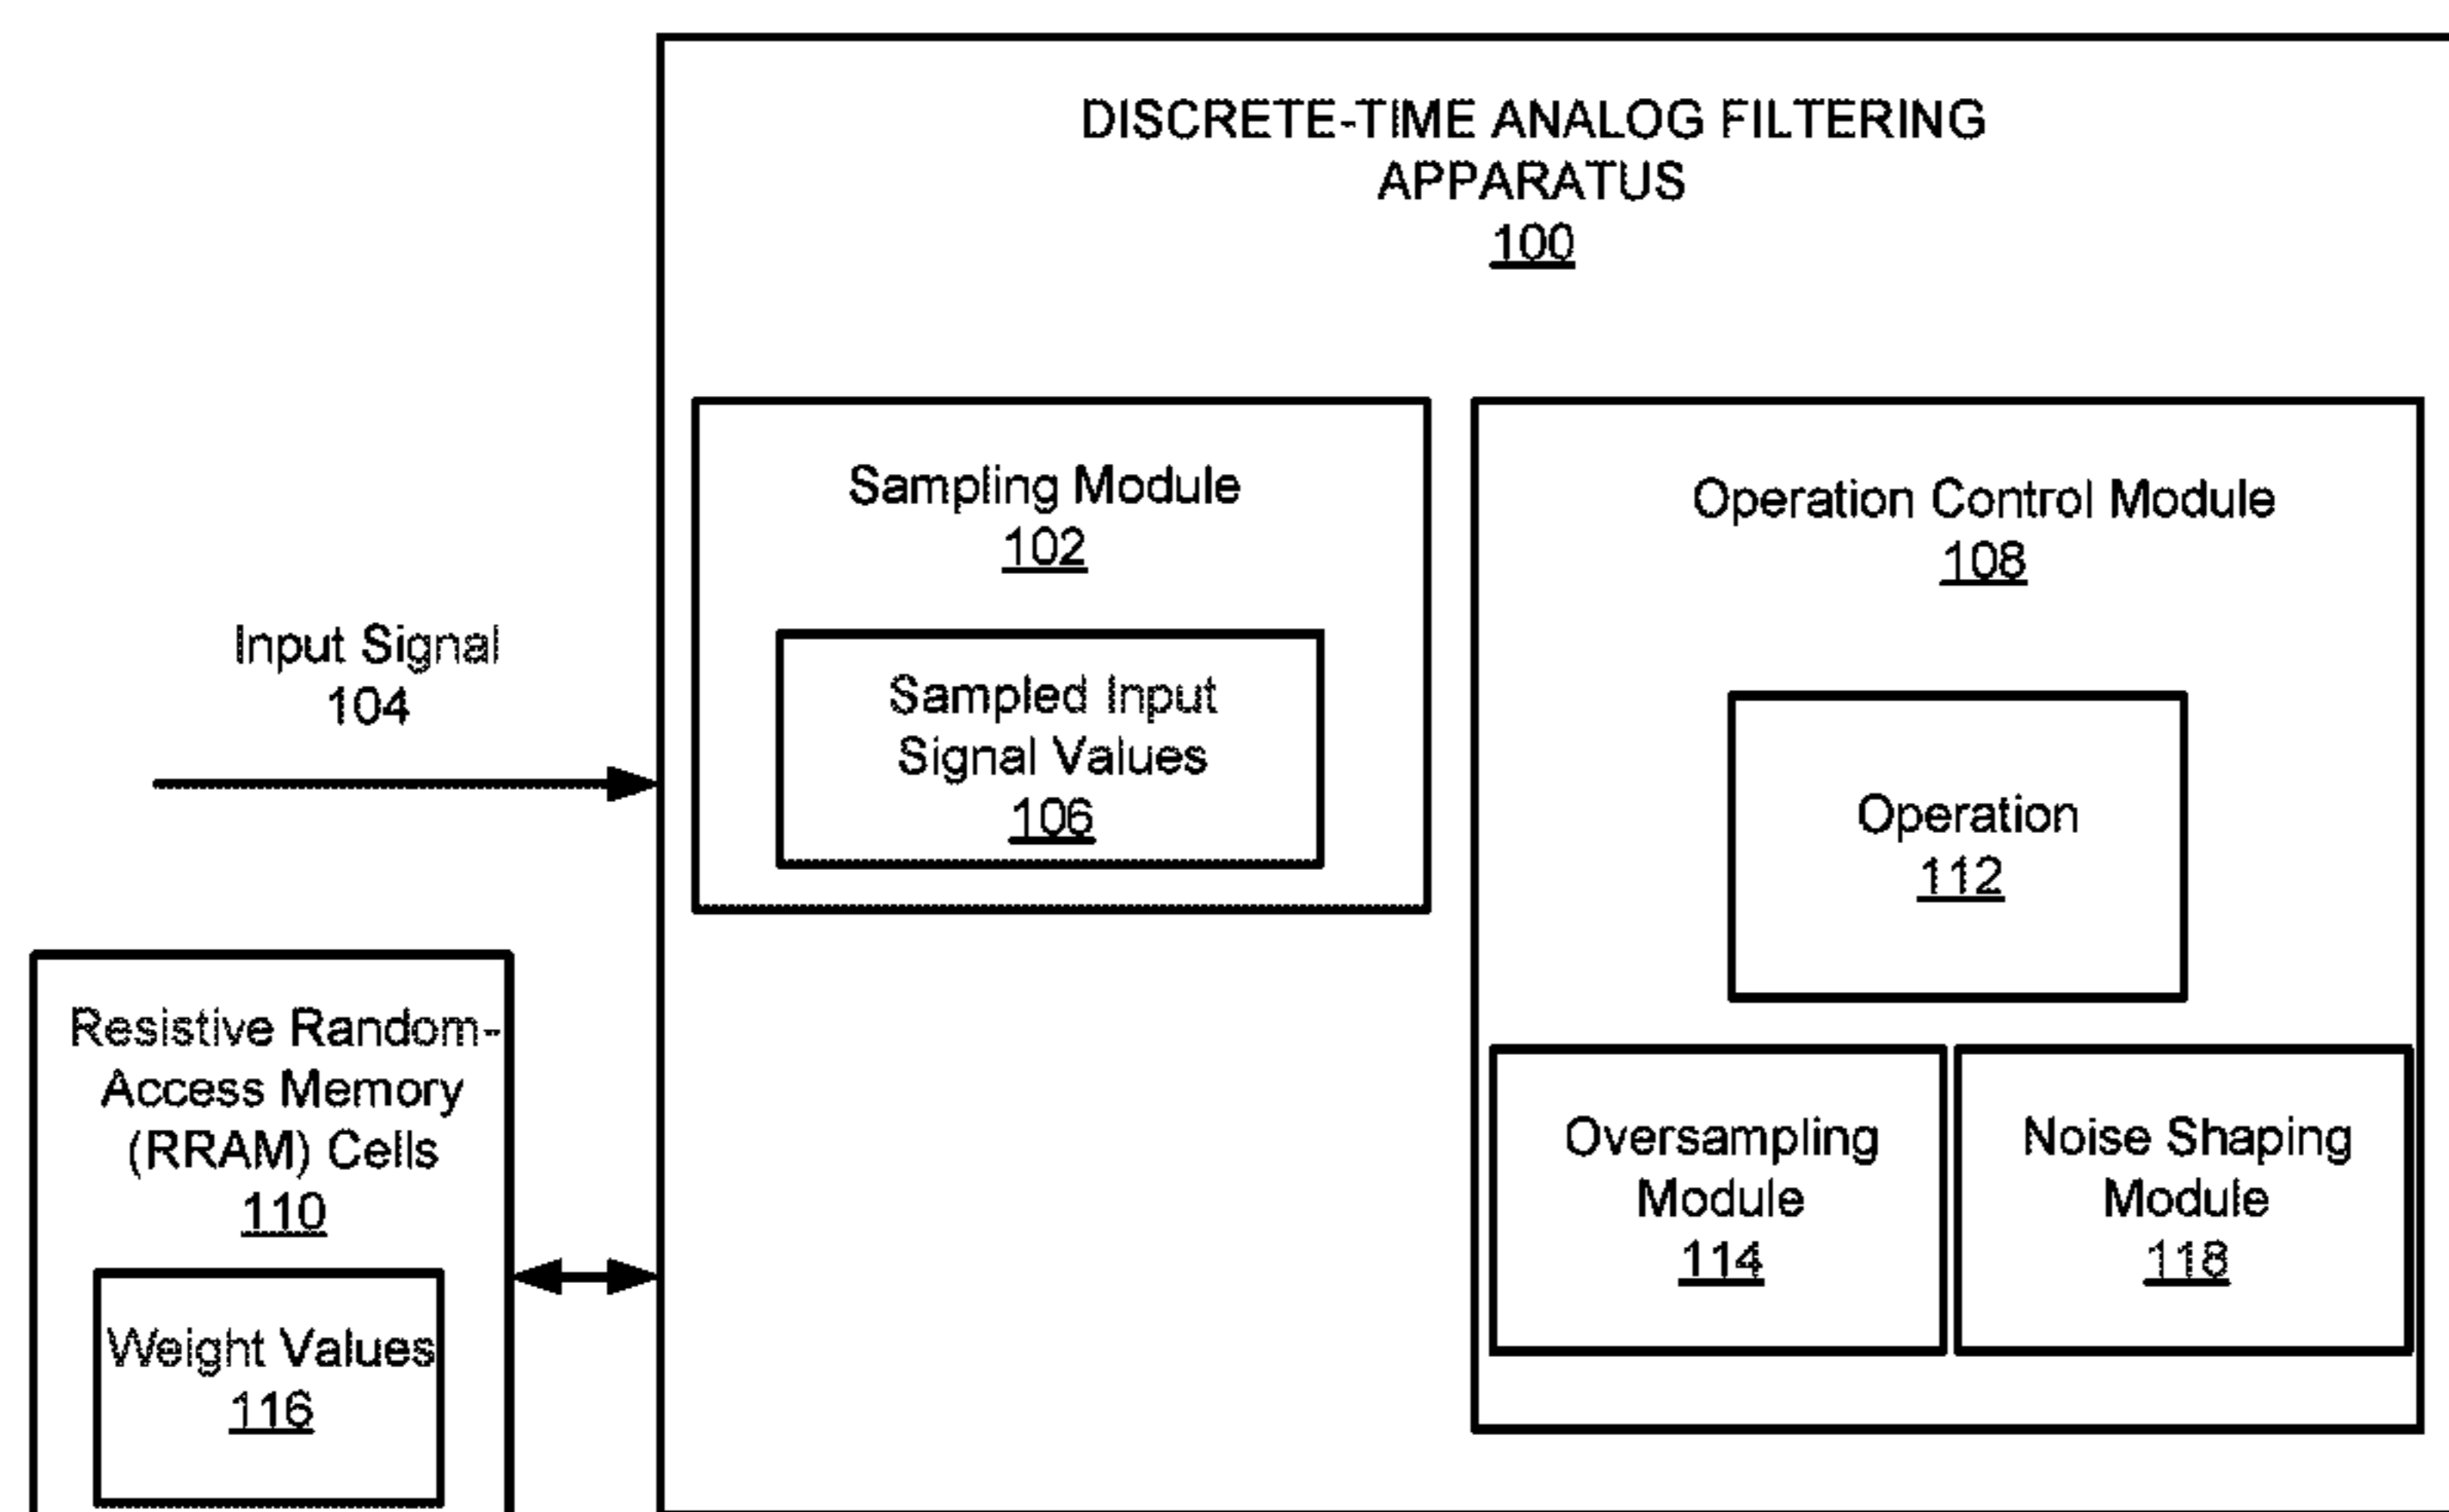 DISCRETE-TIME ANALOG FILTERING
APPARATUS
100
Sampling Module
102
Sampled Input
Signal Values
106
Operation Control Module
108
Operation
112
Oversampling
Module
114
Noise Shaping
Module
118
Input Signal
104
Resistive Random-
Access Memory
(RRAM) Cells
110
Weight Values
116